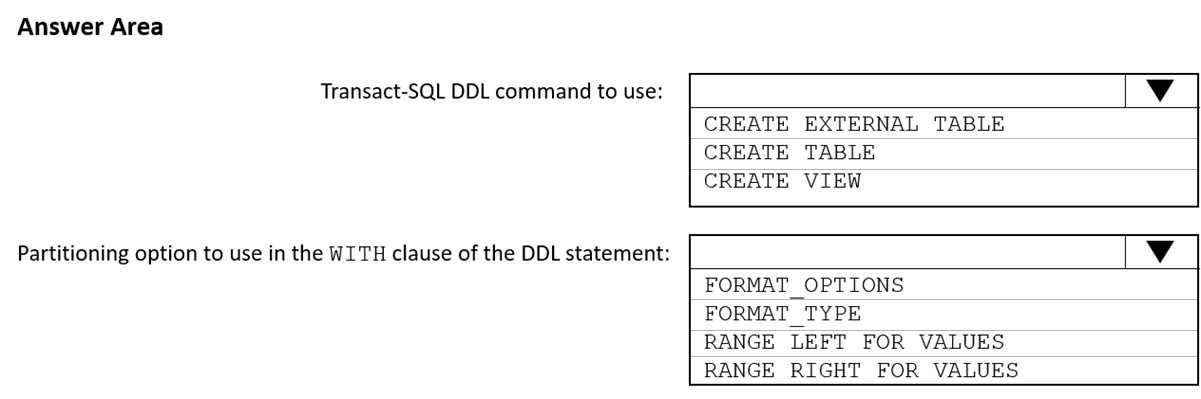 Answer Area
Transact-SQL DDL command to use:
CREATE EXTERNAL TABLE
CREATE TABLE
CREATE VIEW
Partitioning option to use in the WITH clause of the DDL statement:
FORMAT_OPTIONS
FORMAT_TYPE
RANGE LEFT FOR VALUES
RANGE RIGHT FOR VALUES